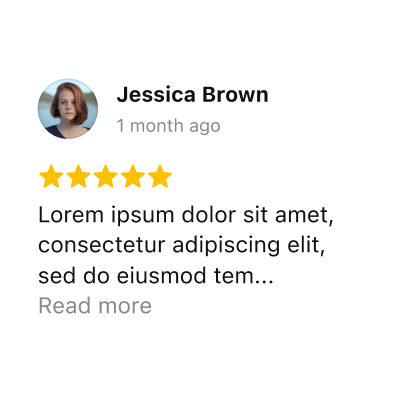 Jessica Brown
1 month ago
Lorem ipsum dolor sit amet,
consectetur adipiscing elit,
sed do eiusmod tem...
Read more